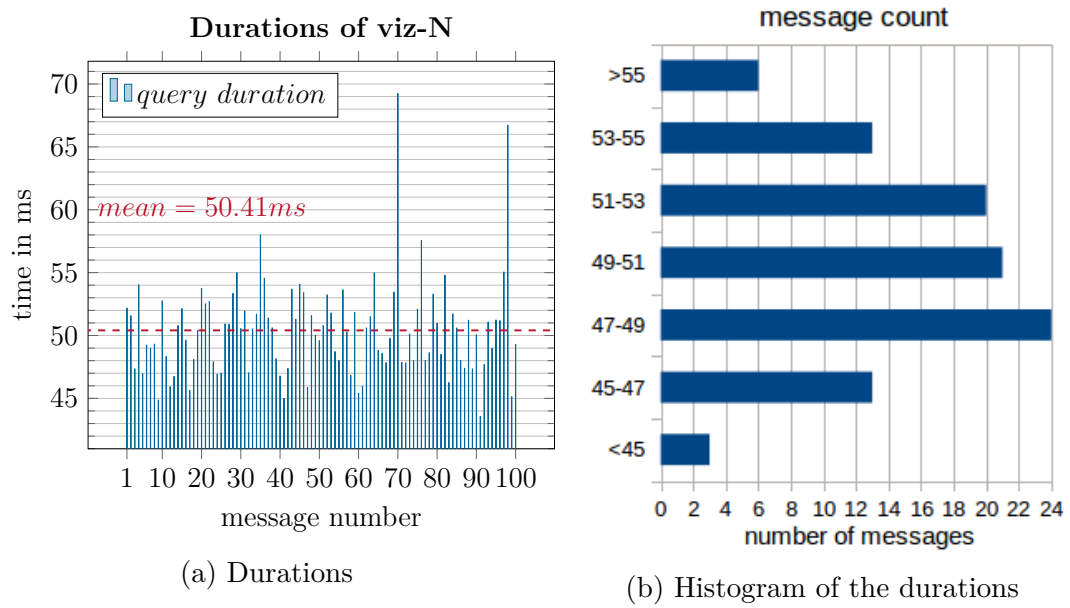 Durations of viz-N
70
65
60
55
50
45
query duration
mean = 50.41ms
time in ms
1 10 20 30 40 50 60 70 80 90 100
message number
(a) Durations
message count
>55
53-55
51-53
49-51
47-49
45-47
<45
0 2 4 6 8 10 12 14 16 18 20 22 24
number of messages
(b) Histogram of the durations